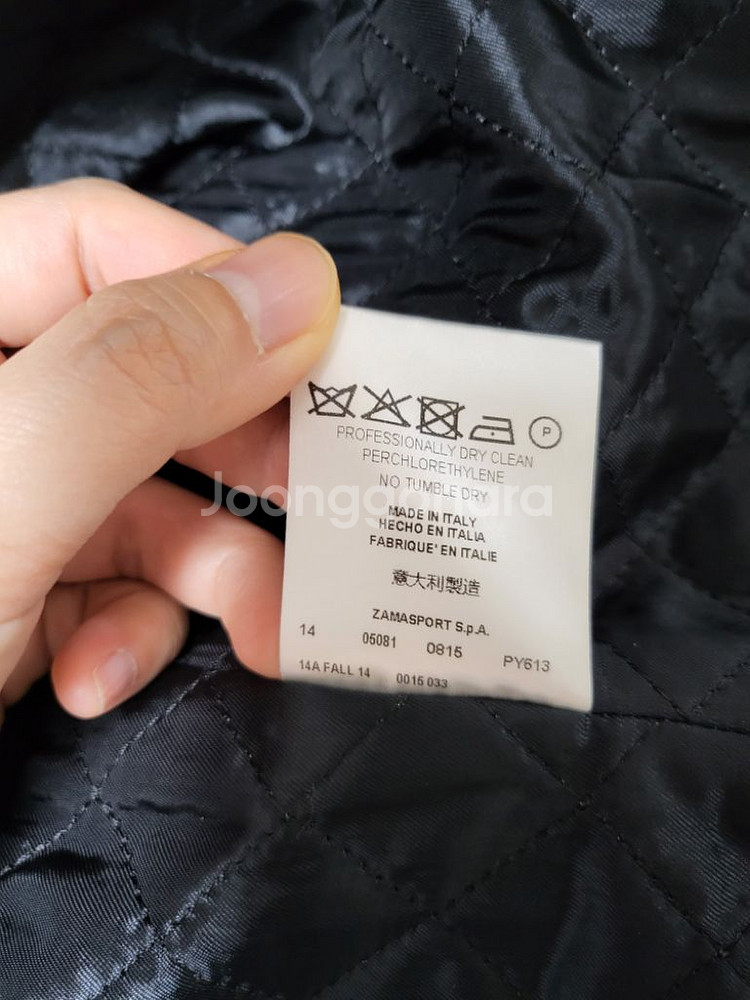 P
PROFESSIONALLY DRY CLEAN
PERCHLORETHYLENE
NO TUMBLE DRY
Joonggonara
MADE IN ITALY
HECHO EN ITALIA
FABRIQUE' EN ITALIE
意大利製造
ZAMASPORT S.p.A.
14 05081 0815 PY613
14A FALL 14 0015 033